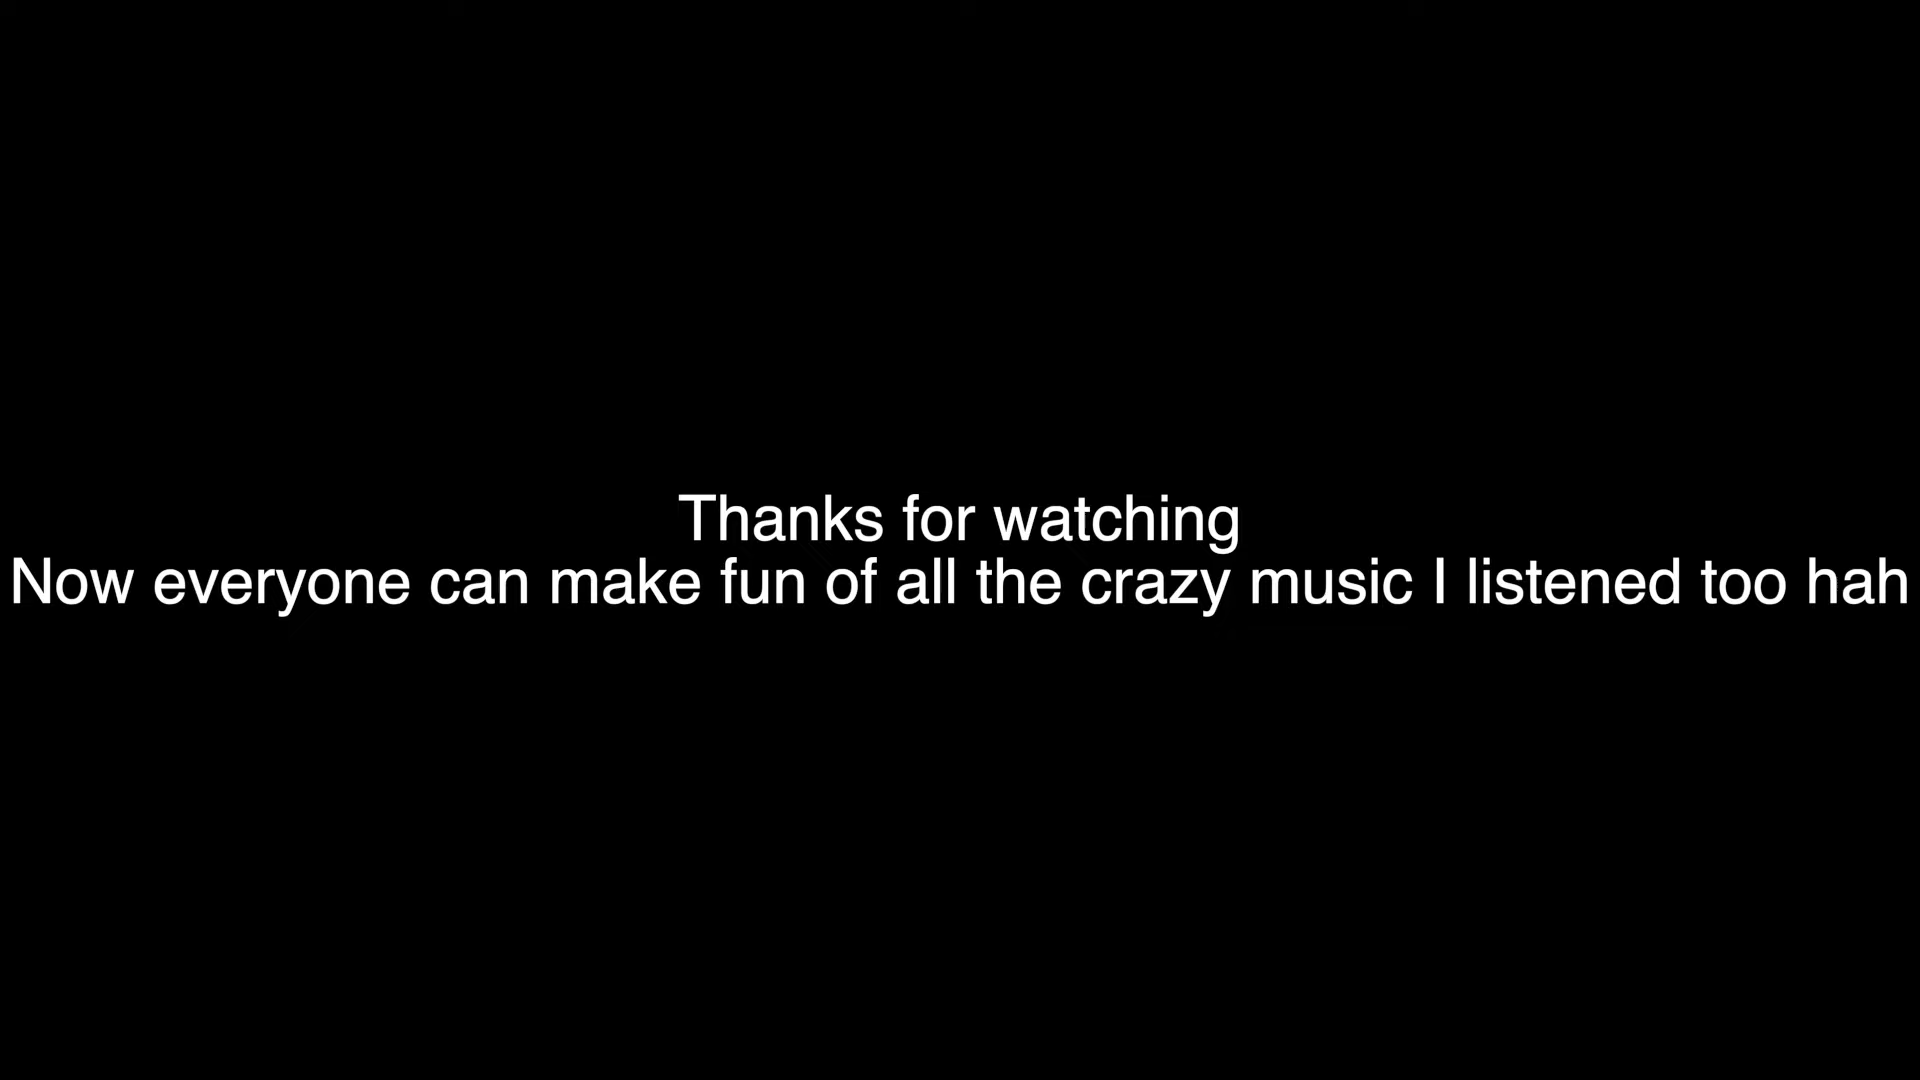 Thanks for watching
Now everyone can make fun of all the crazy music I listened too hah